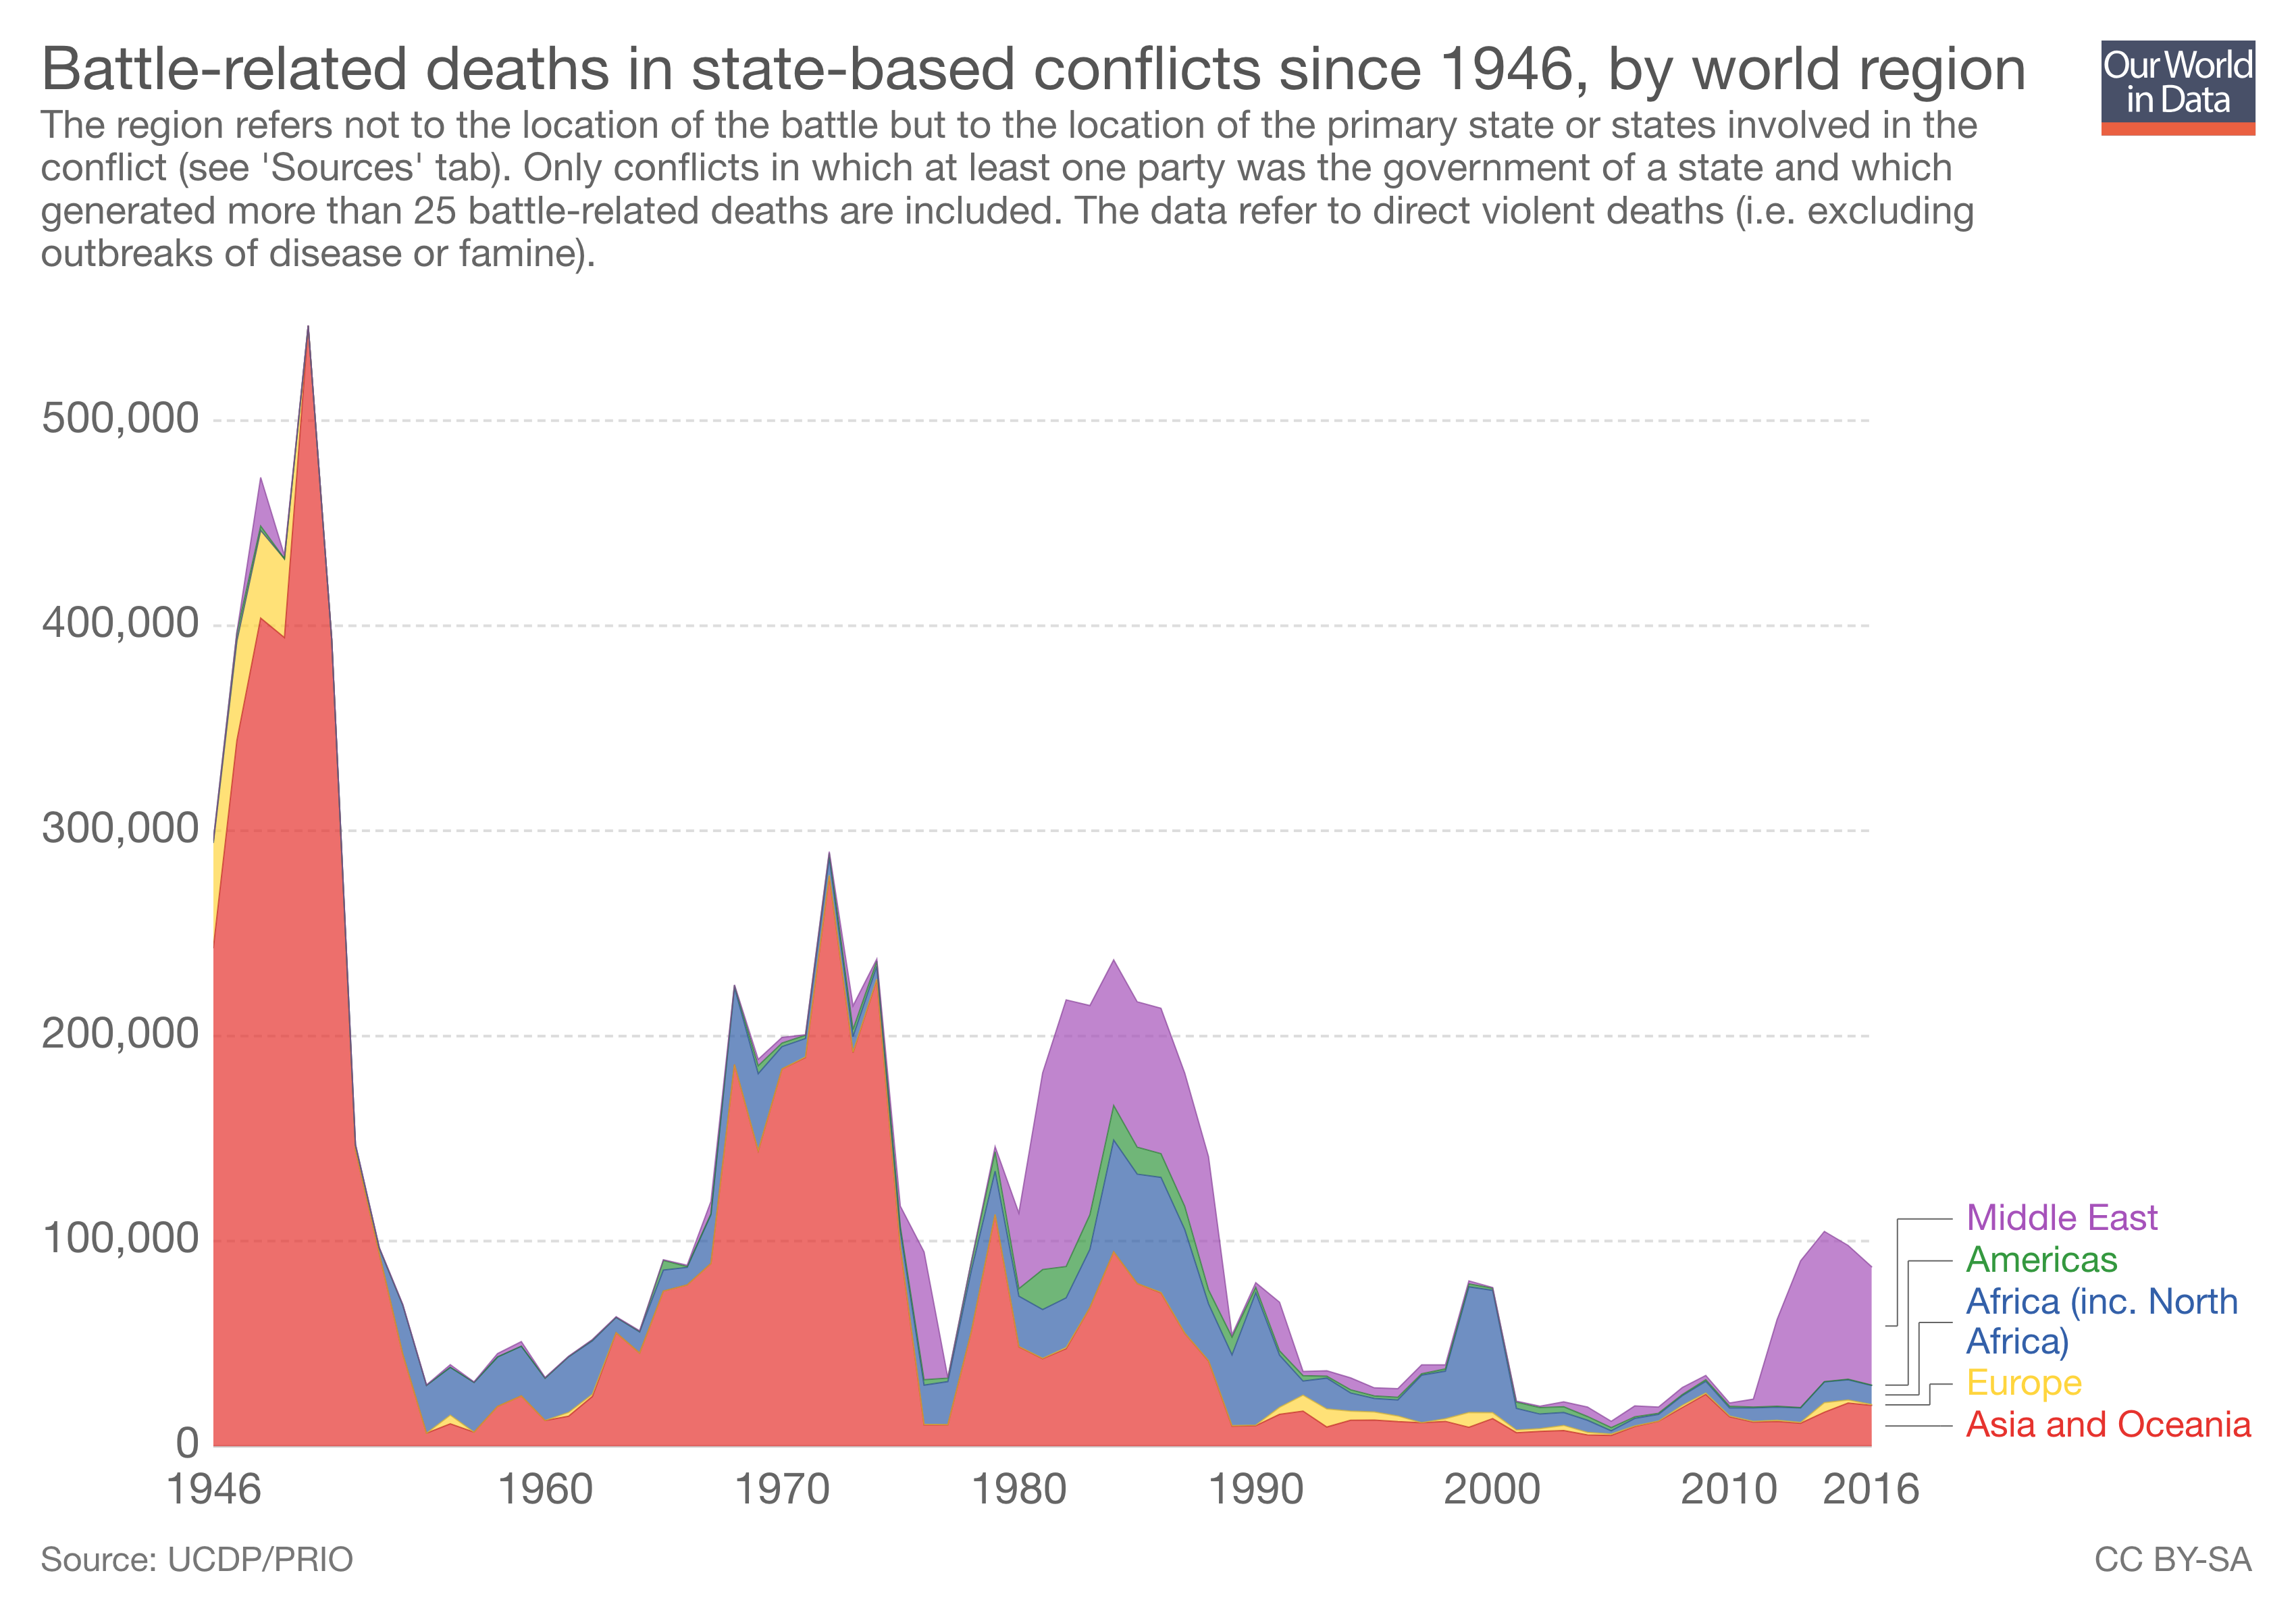 Battle-related deaths in state-based conflicts since 1946, by world region
Our World
in Data
The region refers not to the location of the battle but to the location of the primary state or states involved in the
conflict (see 'Sources' tab). Only conflicts in which at least one party was the government of a state and which
generated more than 25 battle-related deaths are included. The data refer to direct violent deaths (i.e. excluding
outbreaks of disease or famine).
500,000
400,000
300,000
200,000
100,000
0
Middle East
Americas
Africa (inc. North
Africa)
Europe
Asia and Oceania
1946 1960 1970 1980 1990 2000 2010 2016
Source: UCDP/PRIO
CC BY-SA